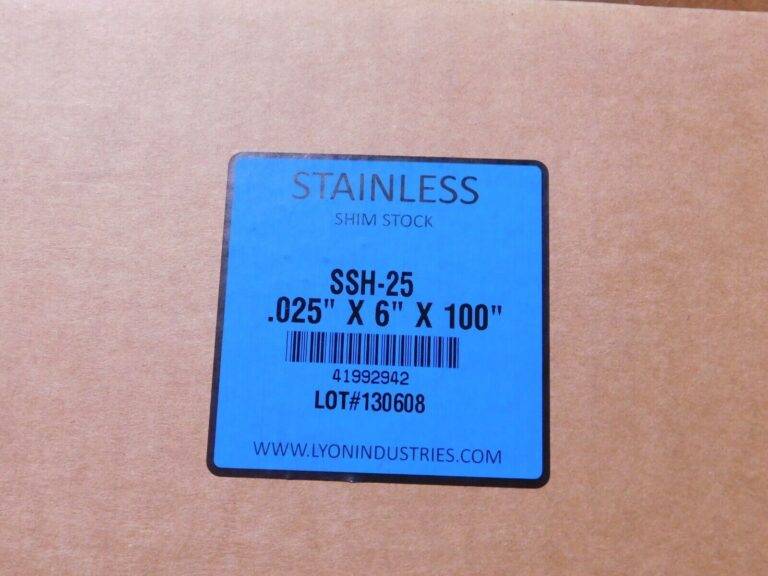 STAINLESS
SHIM STOCK
SSH-25
.025" X 6" X 100"
41992942
LOT#130608
WWW.LYONINDUSTRIES.COM